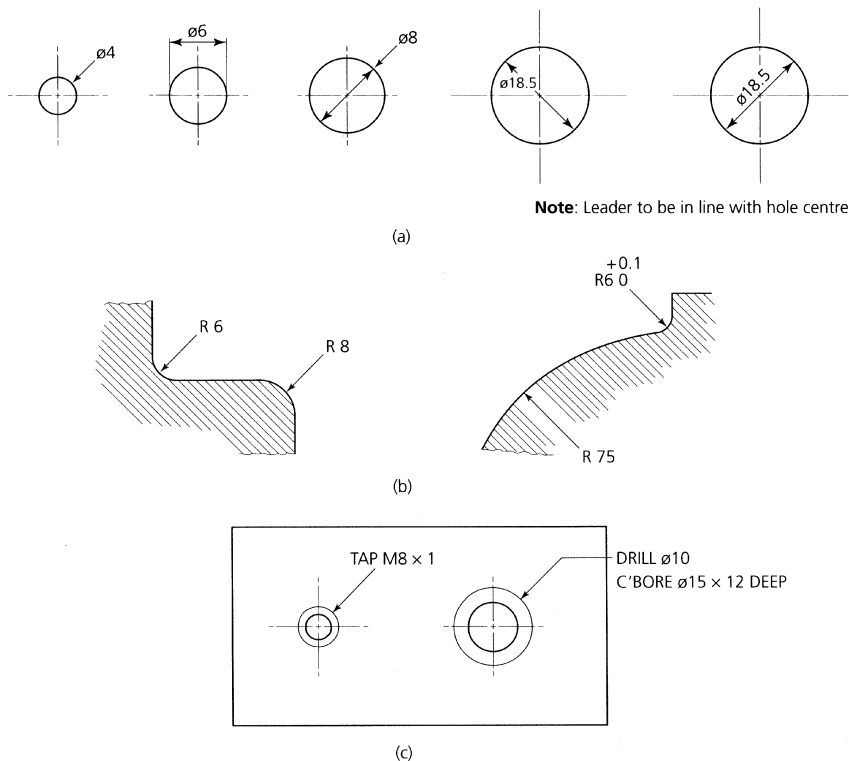 ø4
ø6
ø8
ø18.5
ø18.5
Note: Leader to be in line with hole centre
(a)
+0.1
R6 0
R 6
R 8
R 75
(b)
TAP M8 × 1
DRILL ø10
C'BORE ø15 × 12 DEEP
(c)